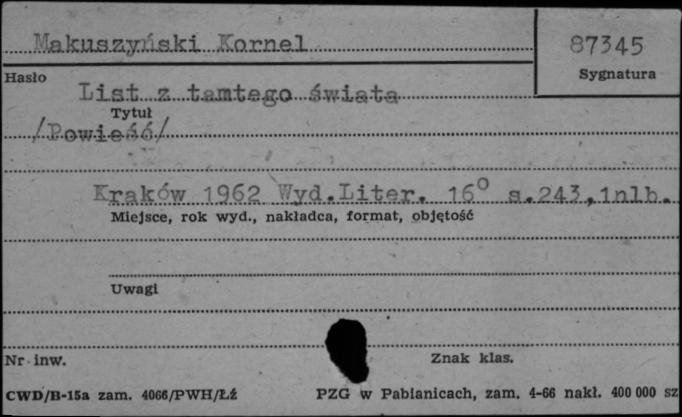 Makuszyński Kornel
87345
Hasło
Sygnatura
List z tamtego świata
Tytuł
/Powieść/
Kraków 1962 Wyd.Liter. 16° s.243,1nlb.
Miejsce, rok wyd., nakładca, format, objętość
Uwagi
Nr inw.
Znak klas.
CWD/B-15a zam. 4066/PWH/Łź
PZG w Pabianicach, zam. 4-66 nakł. 400 000 sz